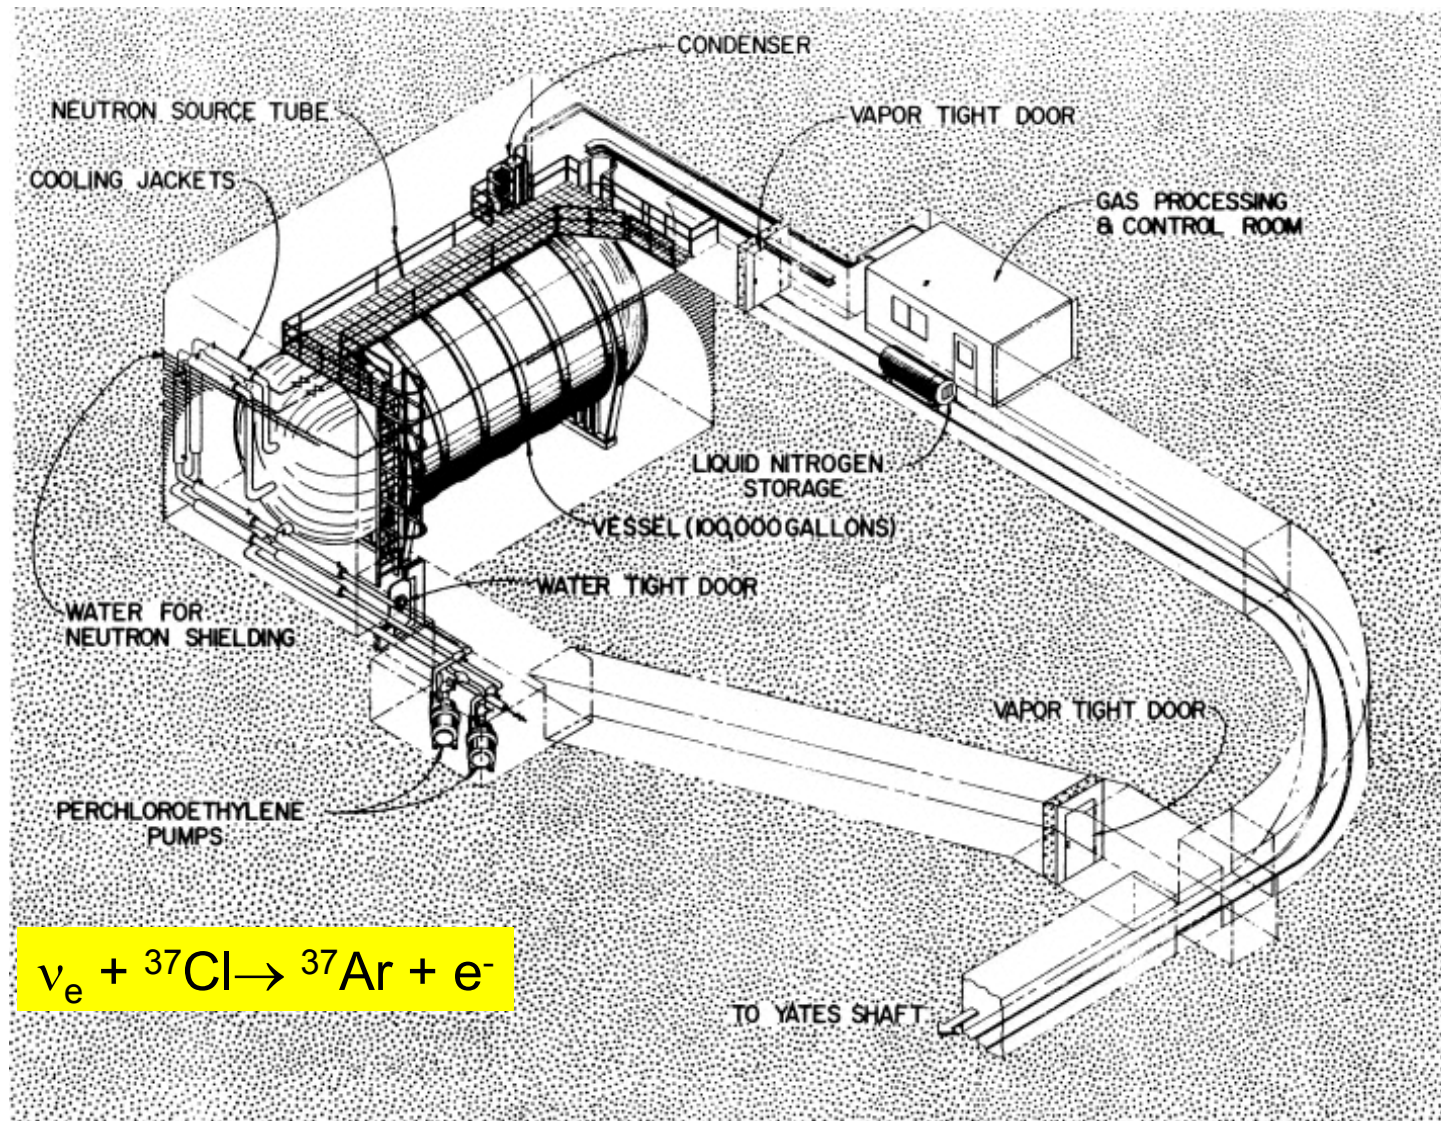 CONDENSER
NEUTRON SOURCE TUBE
VAPOR TIGHT DOOR
COOLING JACKETS
GAS PROCESSING
& CONTROL ROOM
LIQUID NITROGEN
STORAGE
VESSEL (100,000 GALLONS)
WATER TIGHT DOOR
WATER FOR
NEUTRON SHIELDING
VAPOR TIGHT DOOR
PERCHLOROETHYLENE
PUMPS
νₑ + ³⁷Cl→ ³⁷Ar + e⁻
TO YATES SHAFT